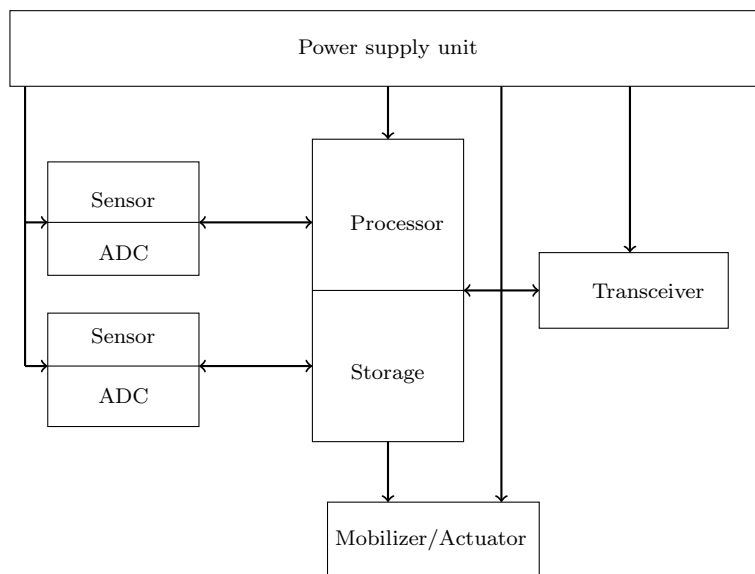 Power supply unit
Sensor
ADC
Processor
Transceiver
Sensor
ADC
Storage
Mobilizer/Actuator